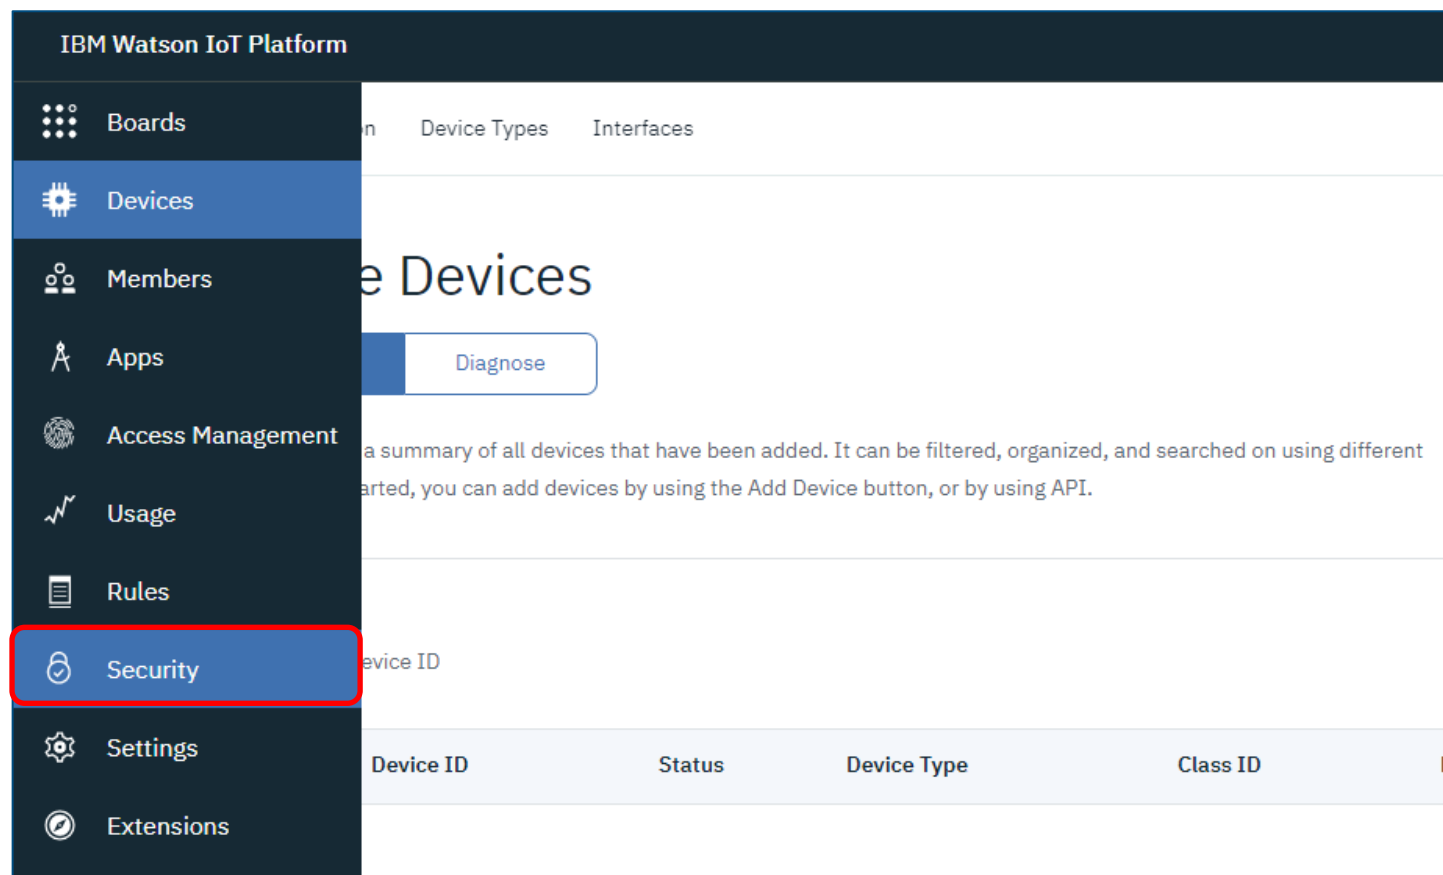 IBM Watson IoT Platform
Boards
Devices
Members
Apps
Access Management
Usage
Rules
Security
Settings
Extensions
Device Types
Interfaces
Devices
Diagnose
a summary of all devices that have been added. It can be filtered, organized, and searched on using different
arted, you can add devices by using the Add Device button, or by using API.
evice ID
Device ID
Status
Device Type
Class ID